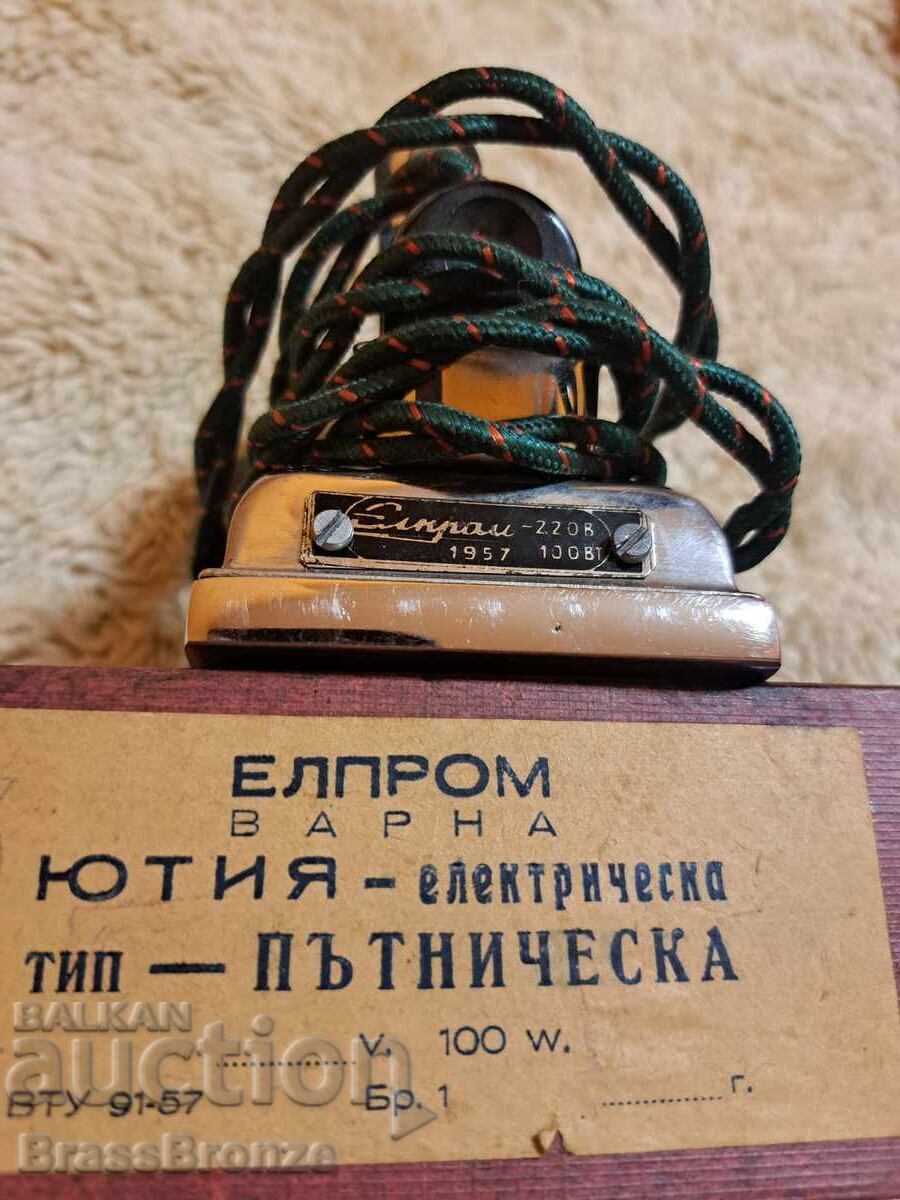 Елпром -220В
1957 100ВТ
ЕЛПРОМ
ВАРНА
ЮТИЯ - електрическа
ТИП — ПЪТНИЧЕСКА
V. 100 W.
ВТУ 91-57 Бр. 1 г.
BALKAN
auction
BrassBronze